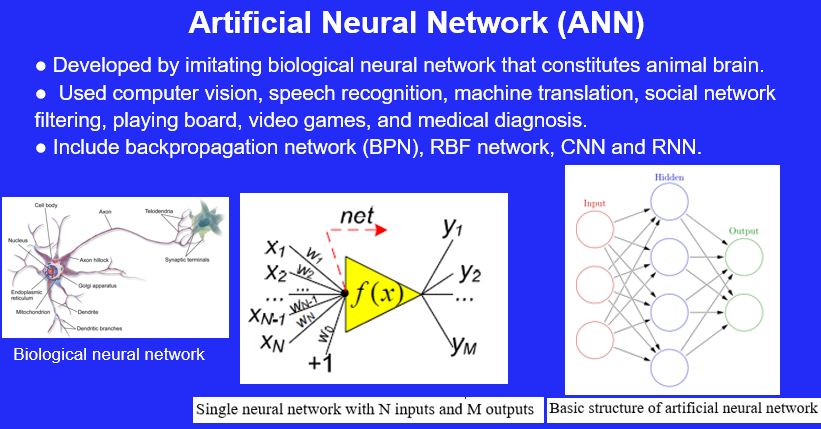 Artificial Neural Network (ANN)
● Developed by imitating biological neural network that constitutes animal brain.
● Used computer vision, speech recognition, machine translation, social network
filtering, playing board, video games, and medical diagnosis.
● Include backpropagation network (BPN), RBF network, CNN and RNN.
Cell body
Axon
Telodendria
Nucleus
Axon hillock
Synaptic terminals
Endoplasmic
reticulum
Golgi apparatus
Mitochondrion
Dendrite
Dendritic branches
Biological neural network
net
x1 w1
x2 w2
... ...
xN-1 wN-1
xN wN
+1 w0
f(x)
y1
y2
...
yM
Single neural network with N inputs and M outputs
Hidden
Input
Output
Basic structure of artificial neural network